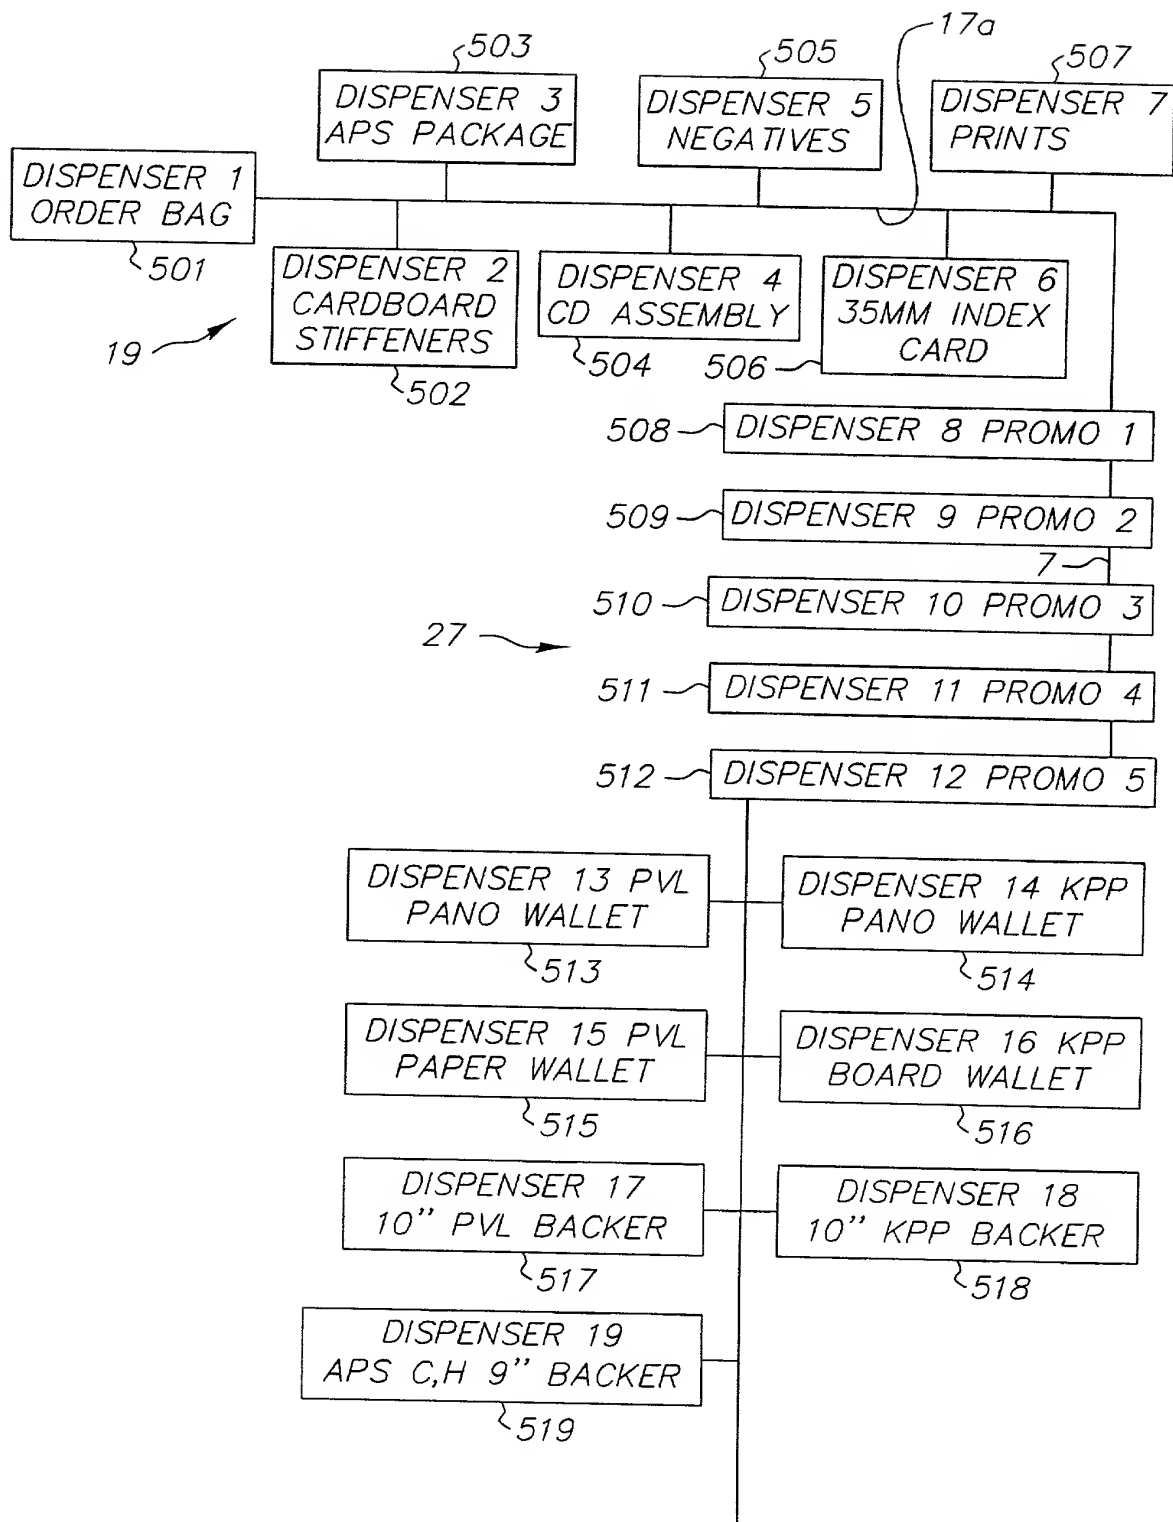 503
505
17a
507
DISPENSER 3
APS PACKAGE
DISPENSER 5
NEGATIVES
DISPENSER 7
PRINTS
DISPENSER 1
ORDER BAG
501
DISPENSER 2
CARDBOARD
STIFFENERS
502
DISPENSER 4
CD ASSEMBLY
504
DISPENSER 6
35MM INDEX
CARD
506
19
508
DISPENSER 8 PROMO 1
509
DISPENSER 9 PROMO 2
7
510
DISPENSER 10 PROMO 3
27
511
DISPENSER 11 PROMO 4
512
DISPENSER 12 PROMO 5
DISPENSER 13 PVL
PANO WALLET
513
DISPENSER 14 KPP
PANO WALLET
514
DISPENSER 15 PVL
PAPER WALLET
515
DISPENSER 16 KPP
BOARD WALLET
516
DISPENSER 17
10” PVL BACKER
517
DISPENSER 18
10” KPP BACKER
518
DISPENSER 19
APS C,H 9” BACKER
519